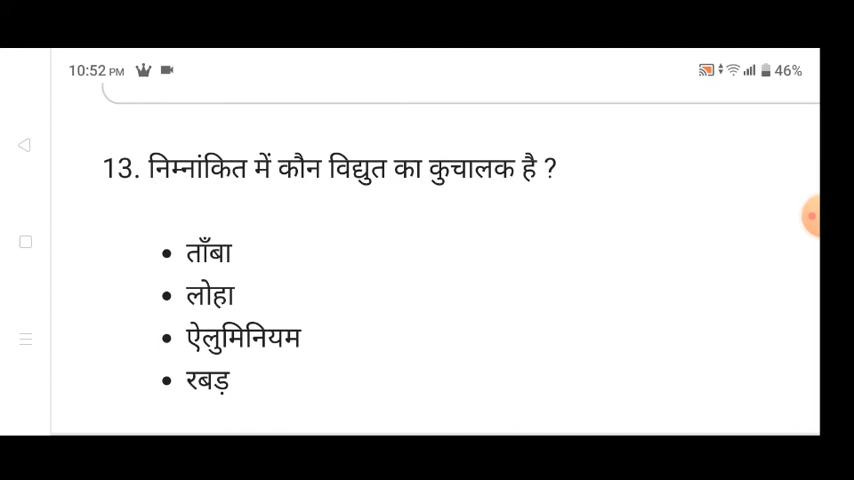 10:52 PM 46%
13. निम्नांकित में कौन विद्युत का कुचालक है ?
• ताँबा
• लोहा
• ऐलुमिनियम
• रबड़